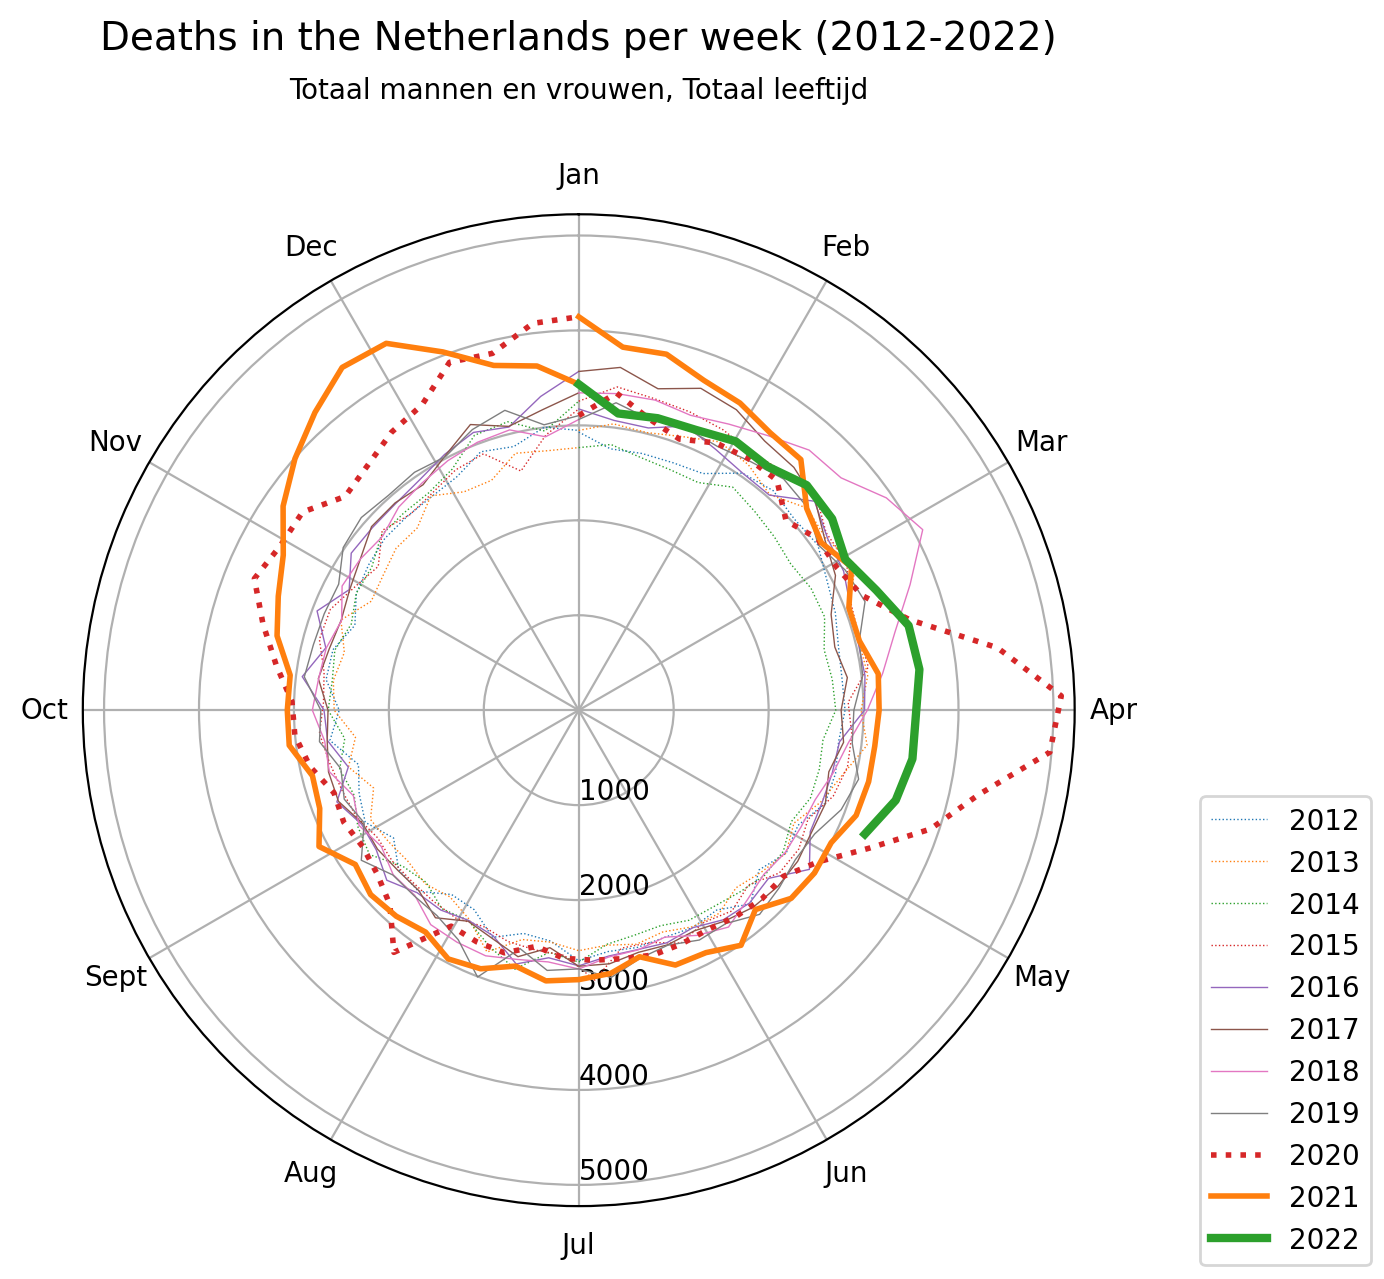 Deaths in the Netherlands per week (2012-2022)
Totaal mannen en vrouwen, Totaal leeftijd
Jan
Feb
Mar
Apr
May
Jun
Jul
Aug
Sept
Oct
Nov
Dec
1000
2000
3000
4000
5000
2012
2013
2014
2015
2016
2017
2018
2019
2020
2021
2022